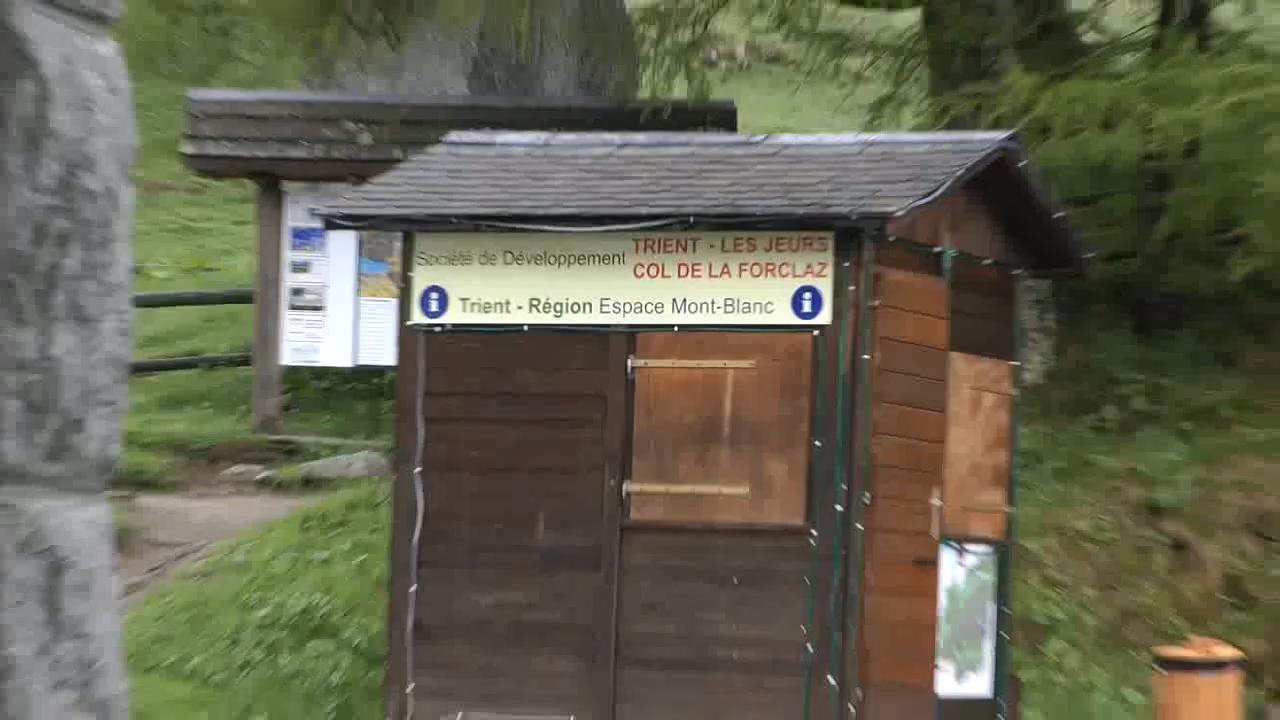 Société de Développement TRIENT - LES JEURS
COL DE LA FORCLAZ
i Trient - Région Espace Mont-Blanc i